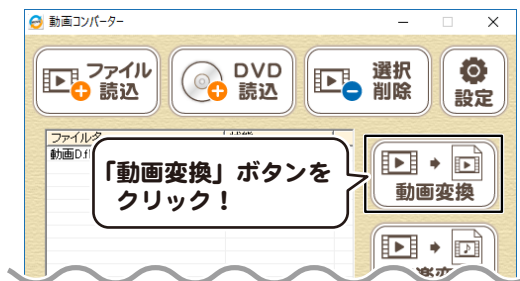 動画コンバーター
ファイル
読込
DVD
読込
選択
削除
設定
ファイル名
動画D.f
「動画変換」ボタンを
クリック！
動画変換